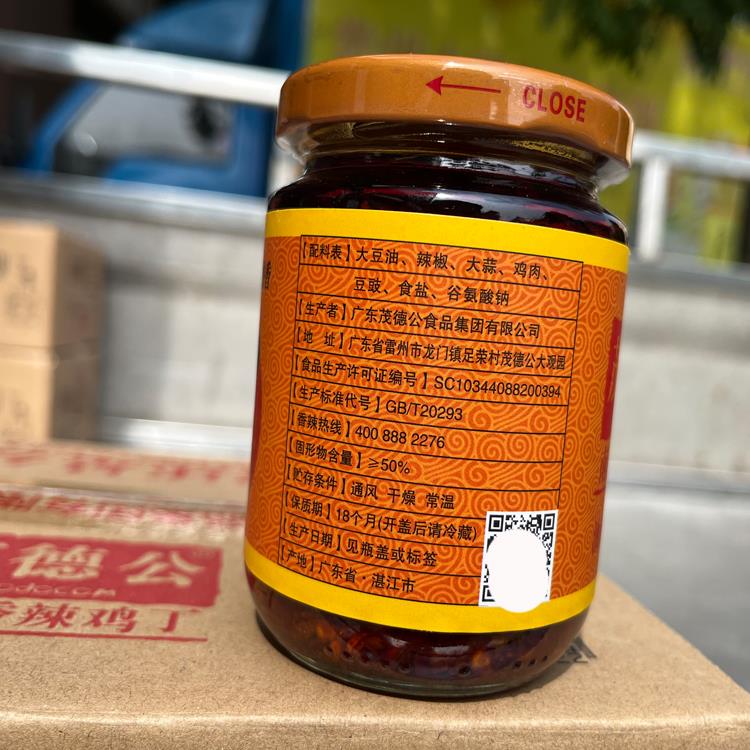 CLOSE
香
【配料表】大豆油、辣椒、大蒜、鸡肉、
豆豉、食盐、谷氨酸钠
【生产者】广东茂德公食品集团有限公司
【地 址】广东省雷州市龙门镇足荣村茂德公大观园
【食品生产许可证编号】SC10344088200394
【生产标准代号】GB/T20293
【香辣热线】400 888 2276
【固形物含量】≥50%
【贮存条件】通风 干燥 常温
【保质期】18个月(开盖后请冷藏)
【生产日期】见瓶盖或标签
【产地】广东省·湛江市
德公
香辣鸡丁